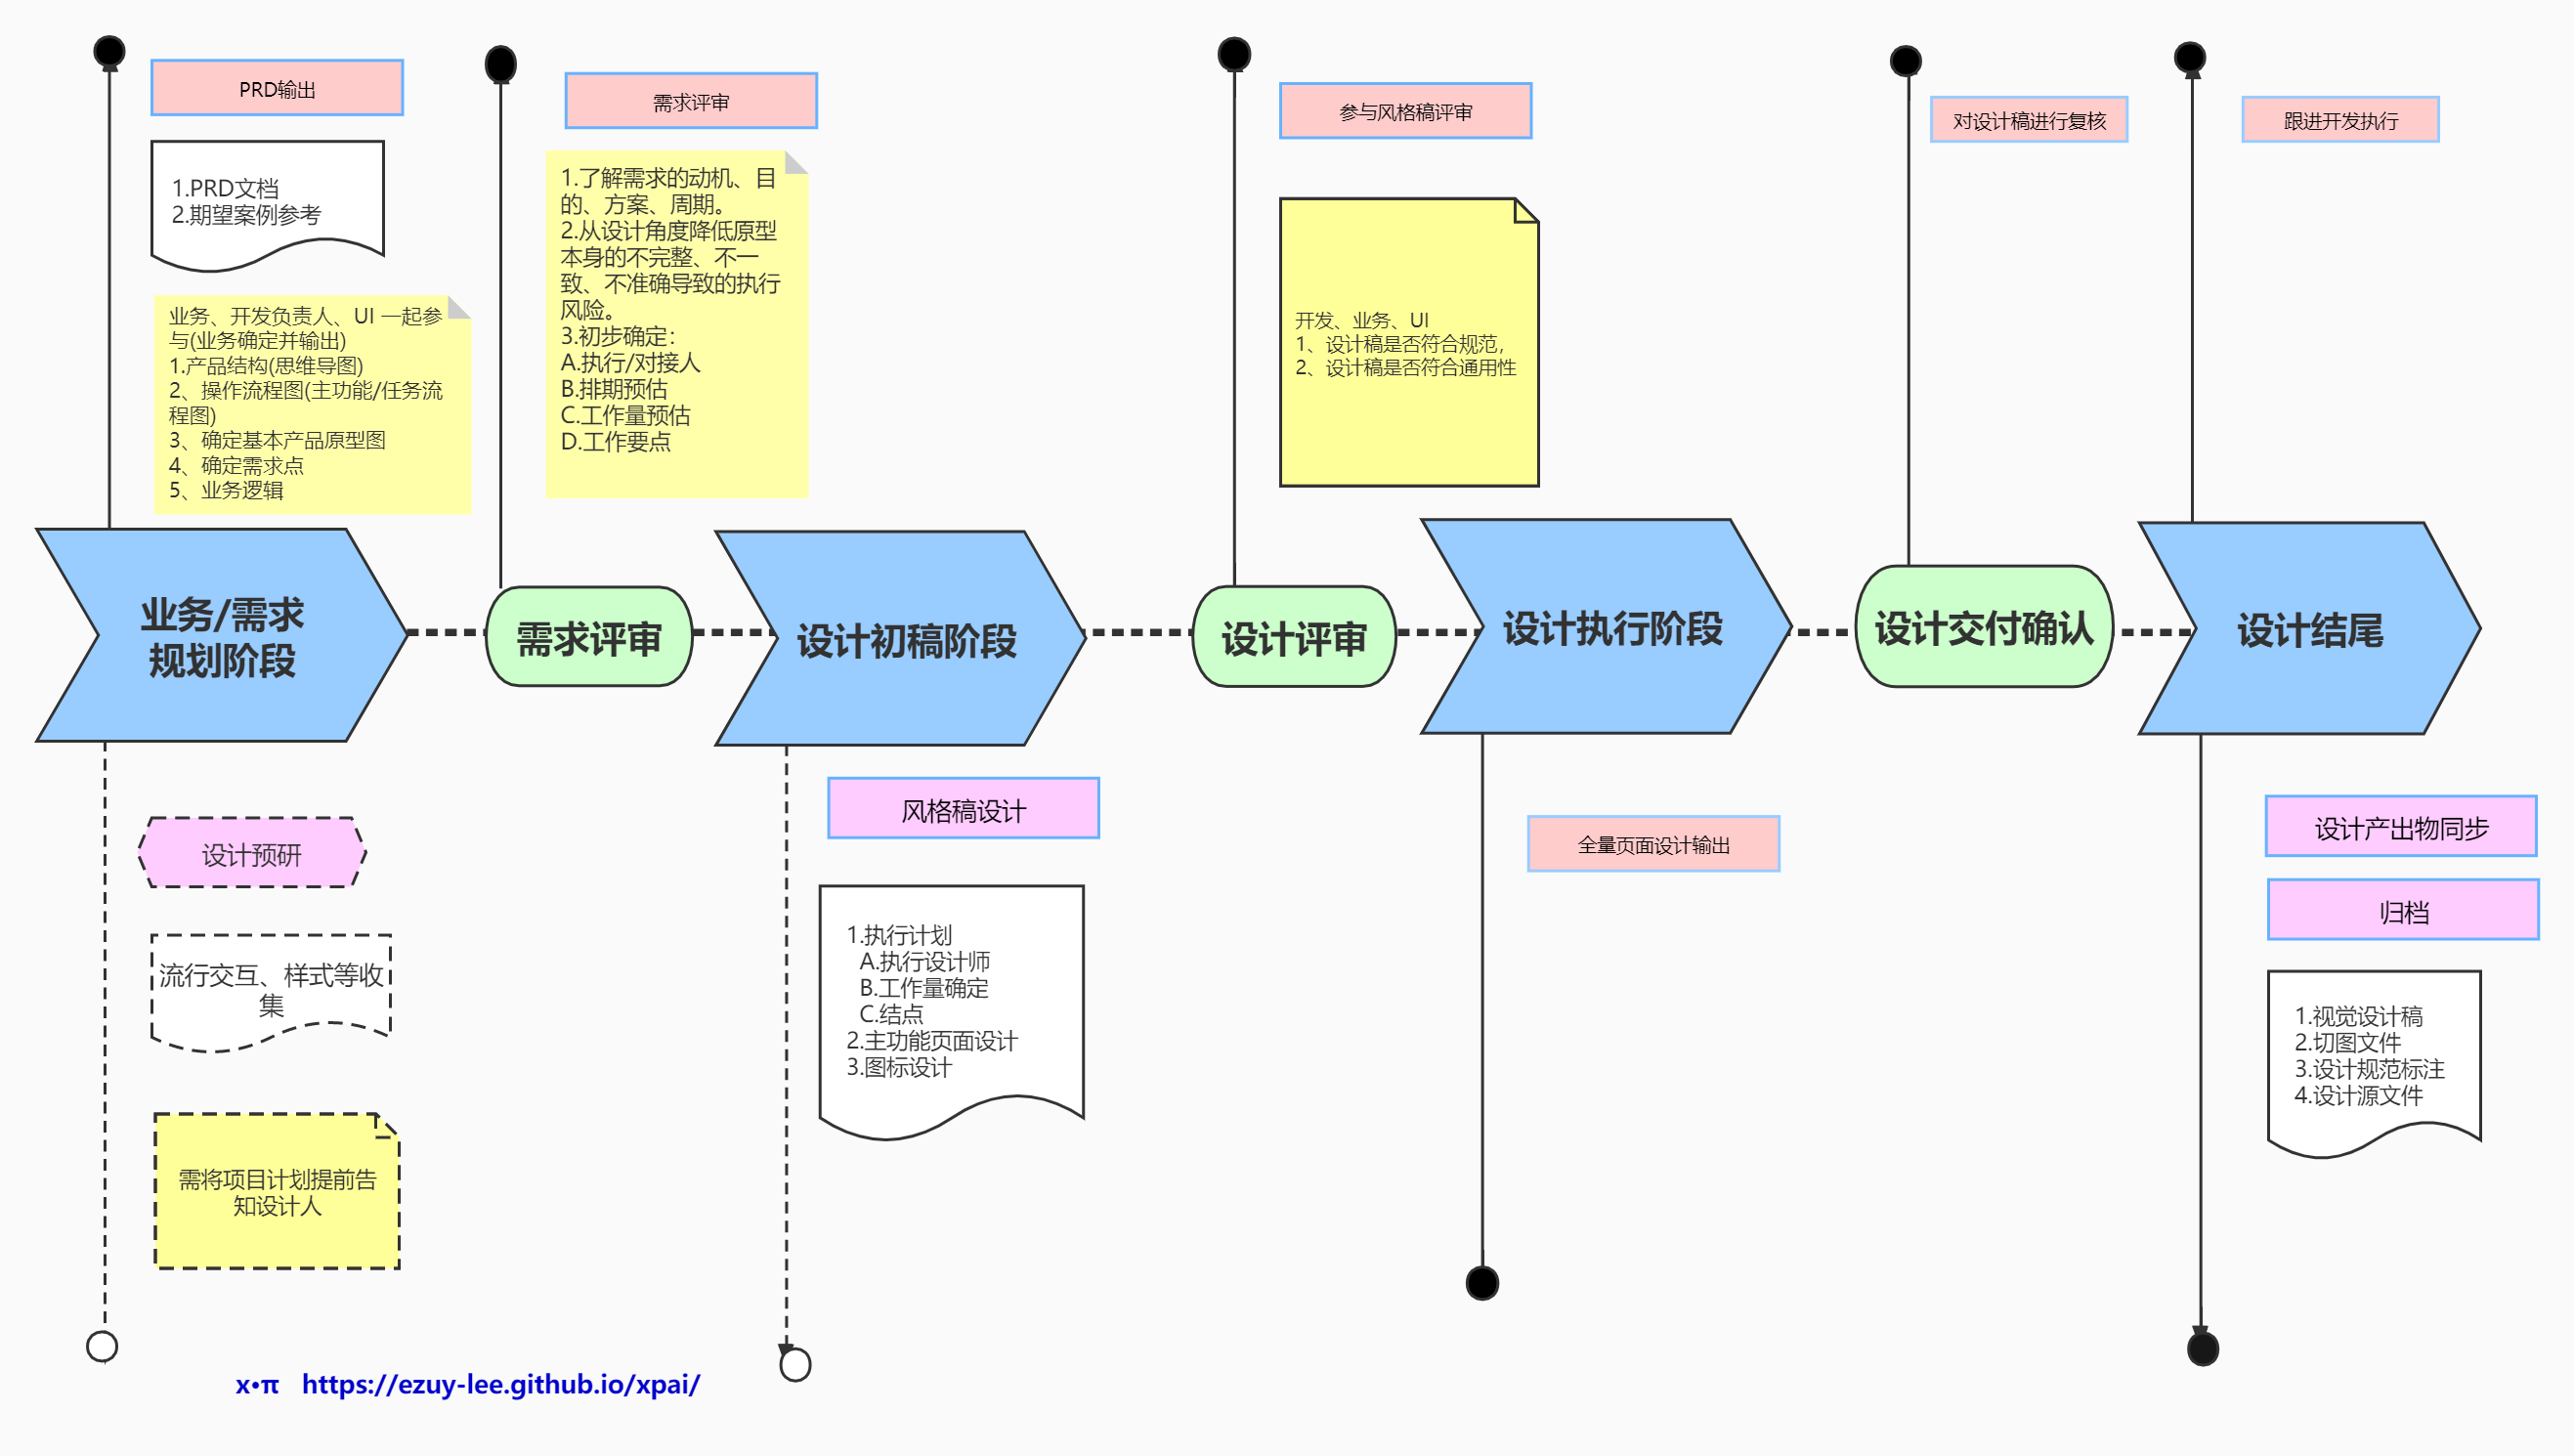 PRD输出
1.PRD文档
2.期望案例参考
业务、开发负责人、UI 一起参
与(业务确定并输出)
1.产品结构(思维导图)
2、操作流程图(主功能/任务流
程图)
3、确定基本产品原型图
4、确定需求点
5、业务逻辑
需求评审
1.了解需求的动机、目
的、方案、周期。
2.从设计角度降低原型
本身的不完整、不一
致、不准确导致的执行
风险。
3.初步确定：
A.执行/对接人
B.排期预估
C.工作量预估
D.工作要点
参与风格稿评审
开发、业务、UI
1、设计稿是否符合规范，
2、设计稿是否符合通用性
对设计稿进行复核
跟进开发执行
业务/需求
规划阶段
需求评审
设计初稿阶段
设计评审
设计执行阶段
设计交付确认
设计结尾
设计预研
流行交互、样式等收
集
需将项目计划提前告
知设计人
风格稿设计
1.执行计划
A.执行设计师
B.工作量确定
C.结点
2.主功能页面设计
3.图标设计
全量页面设计输出
设计产出物同步
归档
1.视觉设计稿
2.切图文件
3.设计规范标注
4.设计源文件
x•π https://ezuy-lee.github.io/xpai/